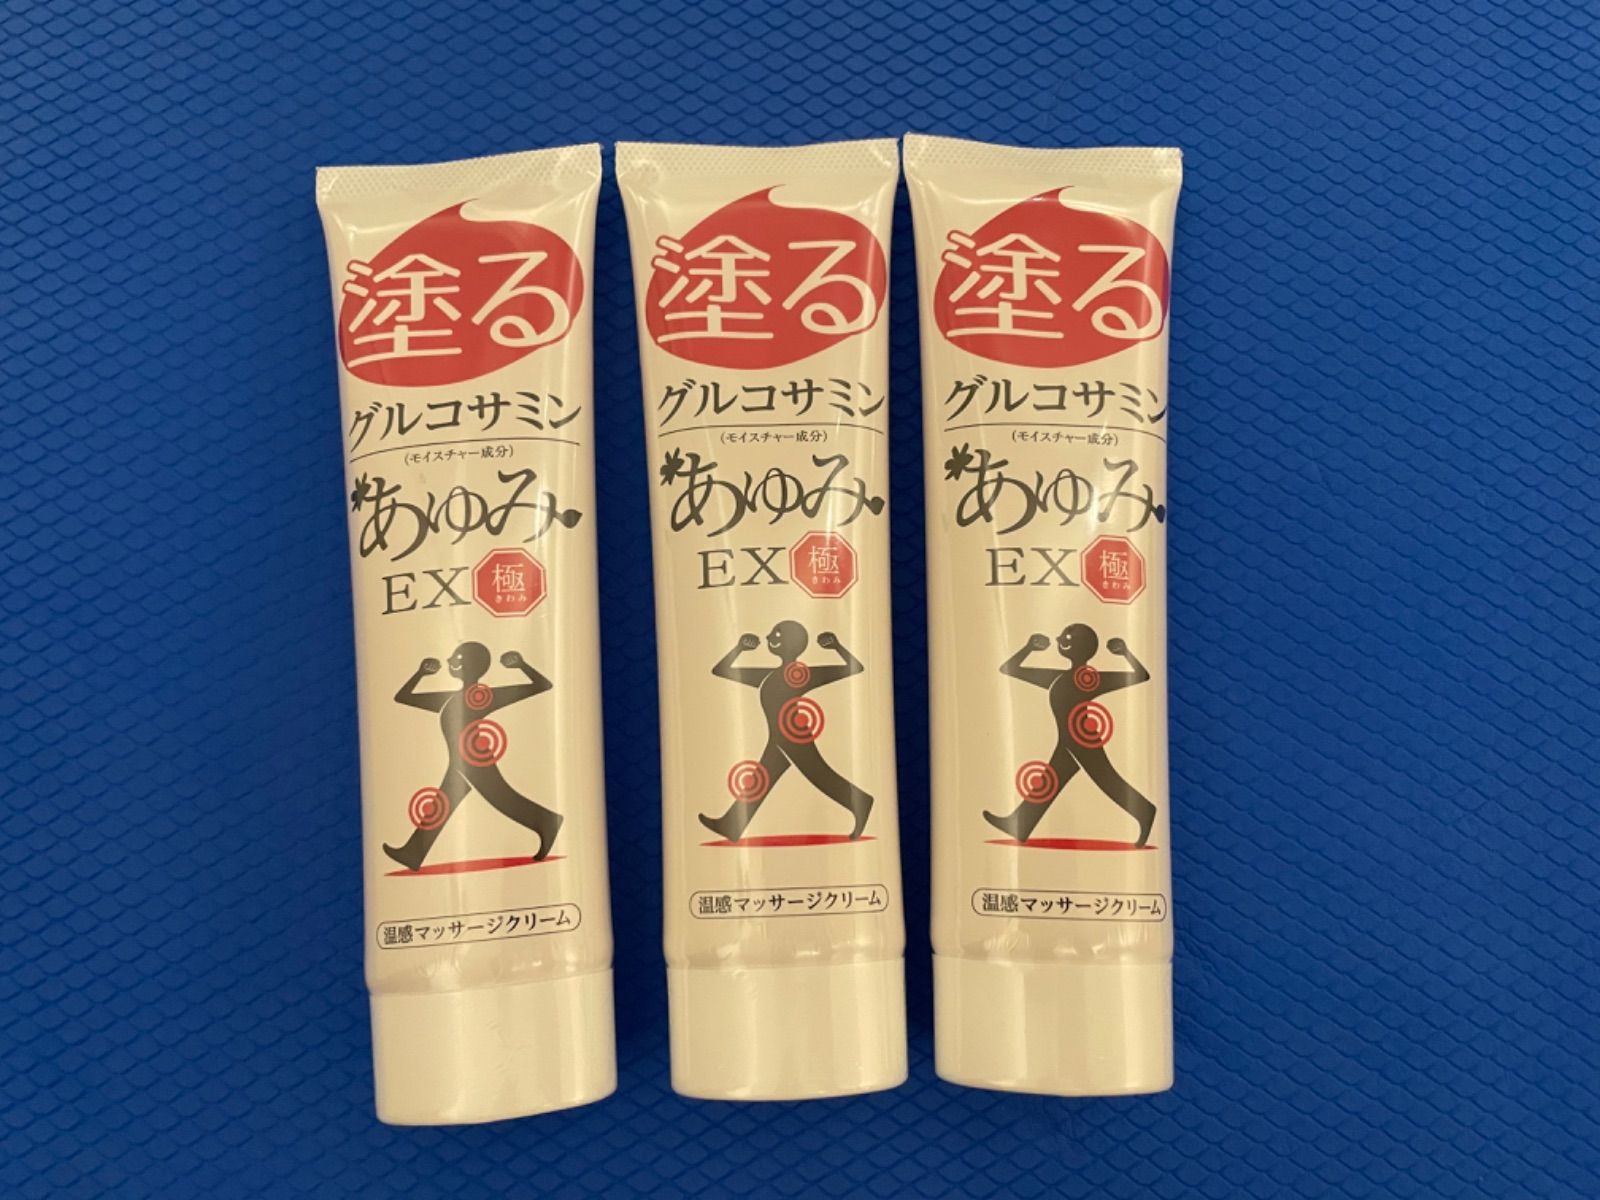 塗る
グルコサミン
(モイスチャー成分)
あゆみ
EX 極
きわみ
温感マッサージクリーム
塗る
グルコサミン
(モイスチャー成分)
あゆみ
EX 極
きわみ
温感マッサージクリーム
塗る
グルコサミン
(モイスチャー成分)
あゆみ
EX 極
きわみ
温感マッサージクリーム